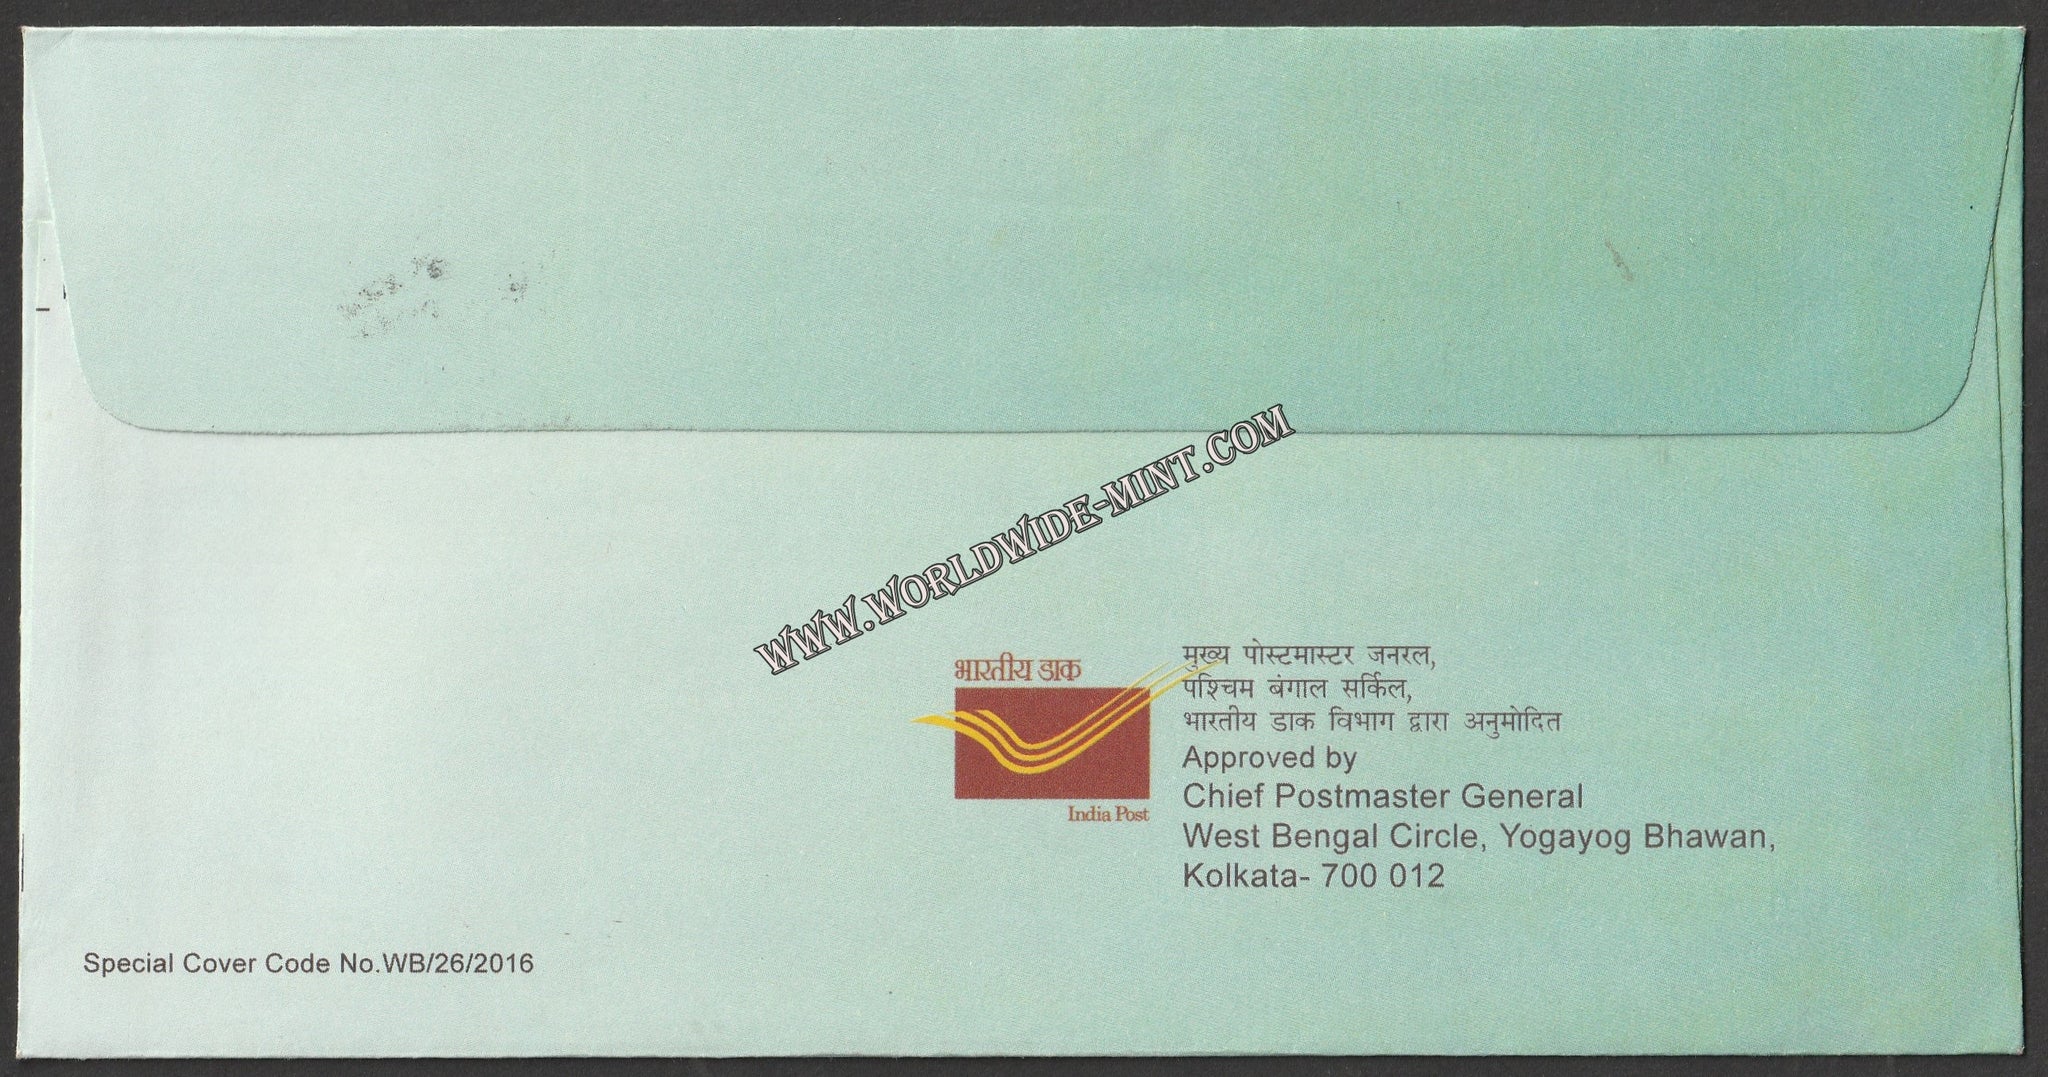 WWW.WORLDWIDE-MINT.COM
भारतीय डाक
India Post
मुख्य पोस्टमास्टर जनरल,
पश्चिम बंगाल सर्किल,
भारतीय डाक विभाग द्वारा अनुमोदित
Approved by
Chief Postmaster General
West Bengal Circle, Yogayog Bhawan,
Kolkata- 700 012
Special Cover Code No.WB/26/2016